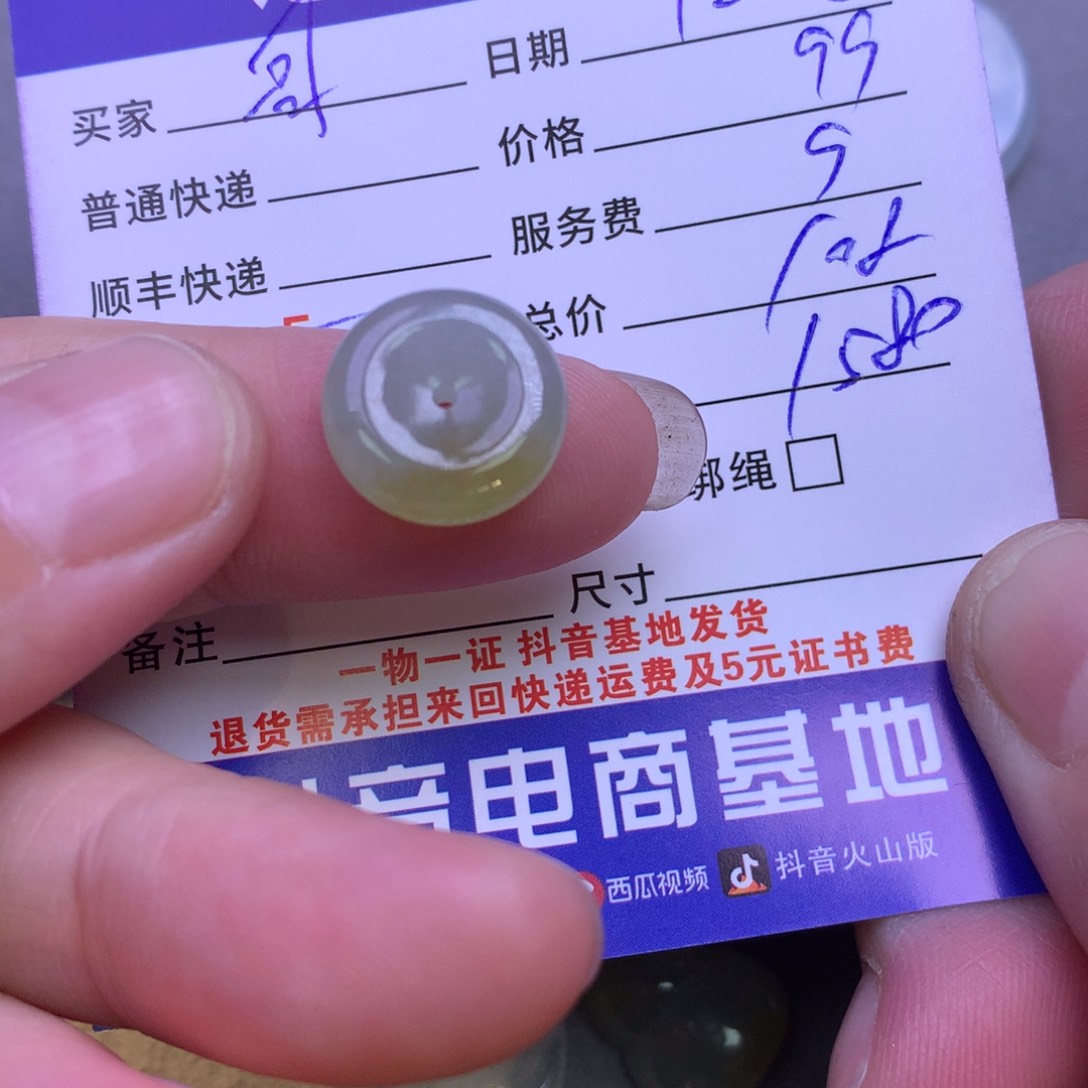 买家 哥 日期
普通快递 价格 99
顺丰快递 服务费 9
总价 108
1580
绑绳
备注 尺寸
一物一证 抖音基地发货
退货需承担来回快递运费及5元证书费
抖音电商基地
西瓜视频 抖音火山版